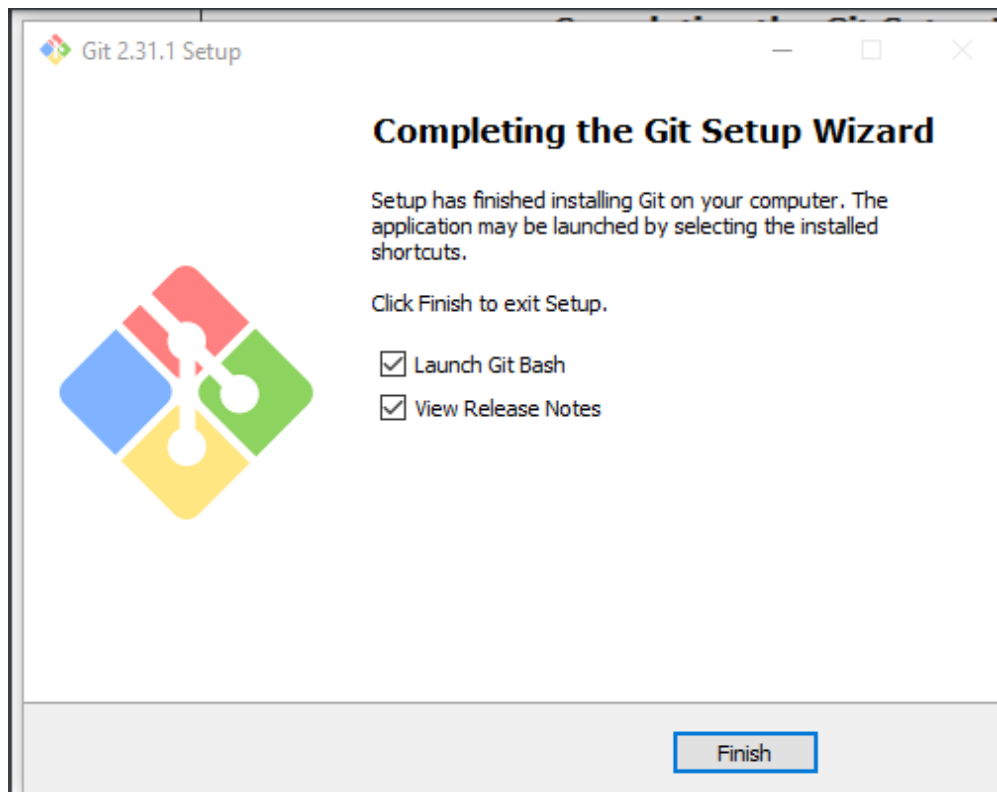 Git 2.31.1 Setup
Completing the Git Setup Wizard
Setup has finished installing Git on your computer. The
application may be launched by selecting the installed
shortcuts.
Click Finish to exit Setup.
Launch Git Bash
View Release Notes
Finish